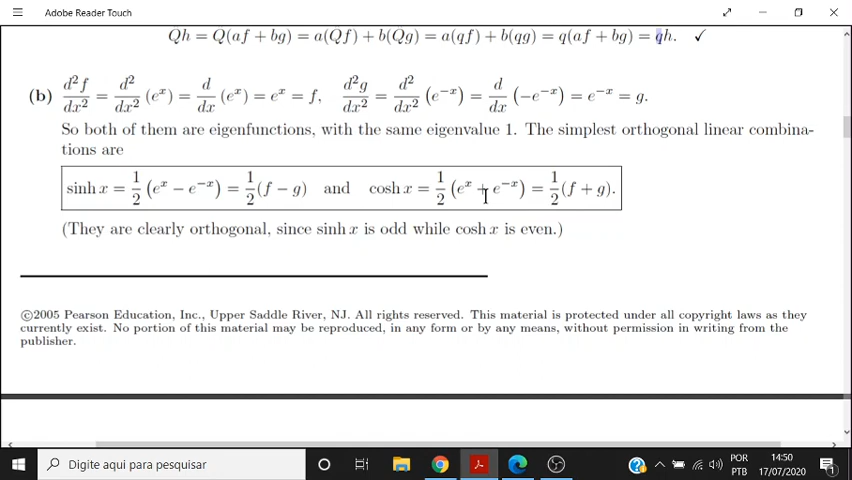 Adobe Reader Touch
Qh = Q(af + bg) = a(Qf) + b(Qg) = a(qf) + b(qg) = q(af + bg) = qh. ✓
(b) d²f/dx² = d²/dx² (eˣ) = d/dx (eˣ) = eˣ = f, d²g/dx² = d²/dx² (e⁻ˣ) = d/dx (−e⁻ˣ) = e⁻ˣ = g.
So both of them are eigenfunctions, with the same eigenvalue 1. The simplest orthogonal linear combina-
tions are
sinh x = 1/2 (eˣ − e⁻ˣ) = 1/2 (f − g) and cosh x = 1/2 (eˣ + e⁻ˣ) = 1/2 (f + g).
(They are clearly orthogonal, since sinh x is odd while cosh x is even.)
©2005 Pearson Education, Inc., Upper Saddle River, NJ. All rights reserved. This material is protected under all copyright laws as they
currently exist. No portion of this material may be reproduced, in any form or by any means, without permission in writing from the
publisher.
Digite aqui para pesquisar
POR
PTB
14:50
17/07/2020
1